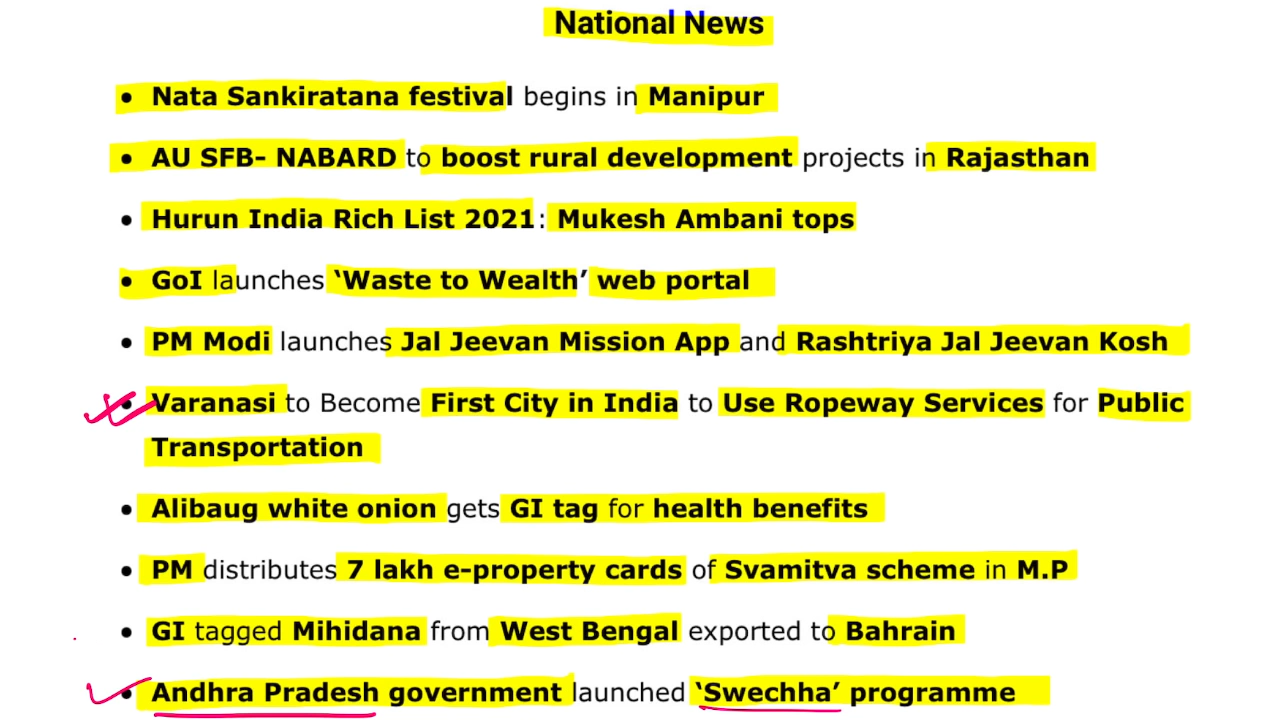 National News
• Nata Sankiratana festival begins in Manipur
• AU SFB- NABARD to boost rural development projects in Rajasthan
• Hurun India Rich List 2021: Mukesh Ambani tops
• GoI launches ‘Waste to Wealth’ web portal
• PM Modi launches Jal Jeevan Mission App and Rashtriya Jal Jeevan Kosh
• Varanasi to Become First City in India to Use Ropeway Services for Public
Transportation
• Alibaug white onion gets GI tag for health benefits
• PM distributes 7 lakh e-property cards of Svamitva scheme in M.P
• GI tagged Mihidana from West Bengal exported to Bahrain
• Andhra Pradesh government launched ‘Swechha’ programme